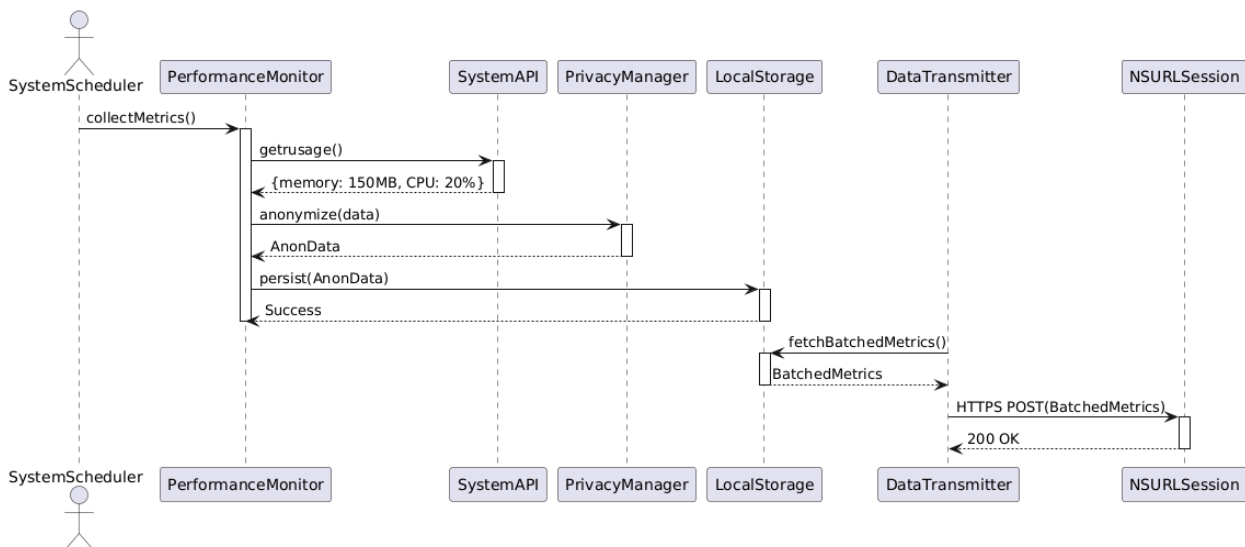 SystemScheduler
PerformanceMonitor
SystemAPI
PrivacyManager
LocalStorage
DataTransmitter
NSURLSession
collectMetrics()
getrusage()
{memory: 150MB, CPU: 20%}
anonymize(data)
AnonData
persist(AnonData)
Success
fetchBatchedMetrics()
BatchedMetrics
HTTPS POST(BatchedMetrics)
200 OK
SystemScheduler
PerformanceMonitor
SystemAPI
PrivacyManager
LocalStorage
DataTransmitter
NSURLSession